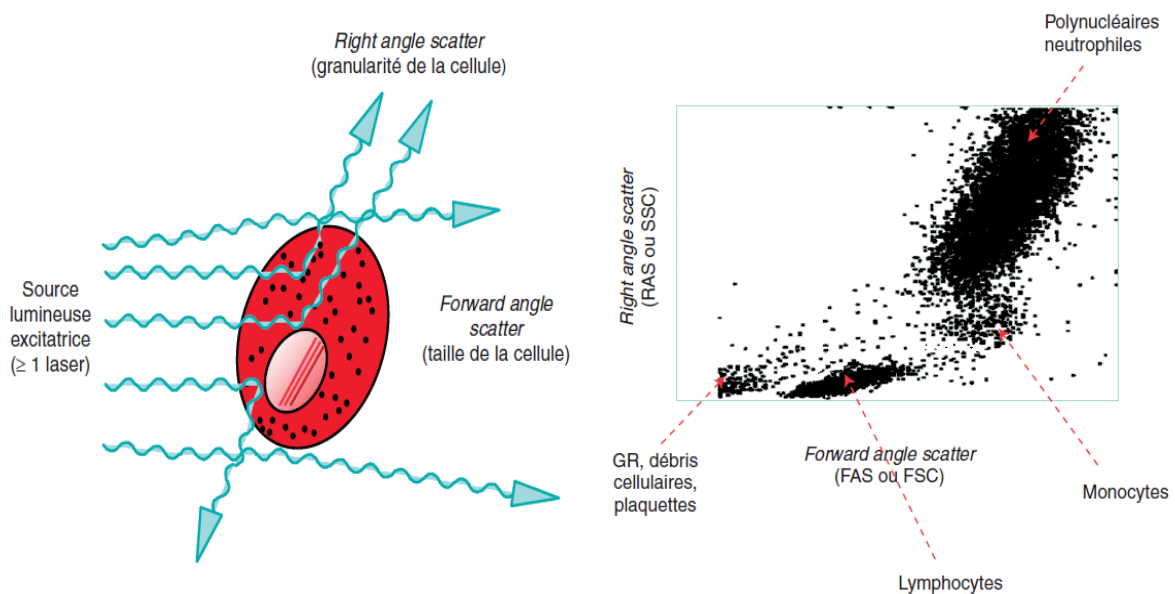 Right angle scatter
(granularité de la cellule)
Source
lumineuse
excitatrice
(≥ 1 laser)
Forward angle
scatter
(taille de la cellule)
Polynucléaires
neutrophiles
Right angle scatter
(RAS ou SSC)
GR, débris
cellulaires,
plaquettes
Forward angle scatter
(FAS ou FSC)
Monocytes
Lymphocytes